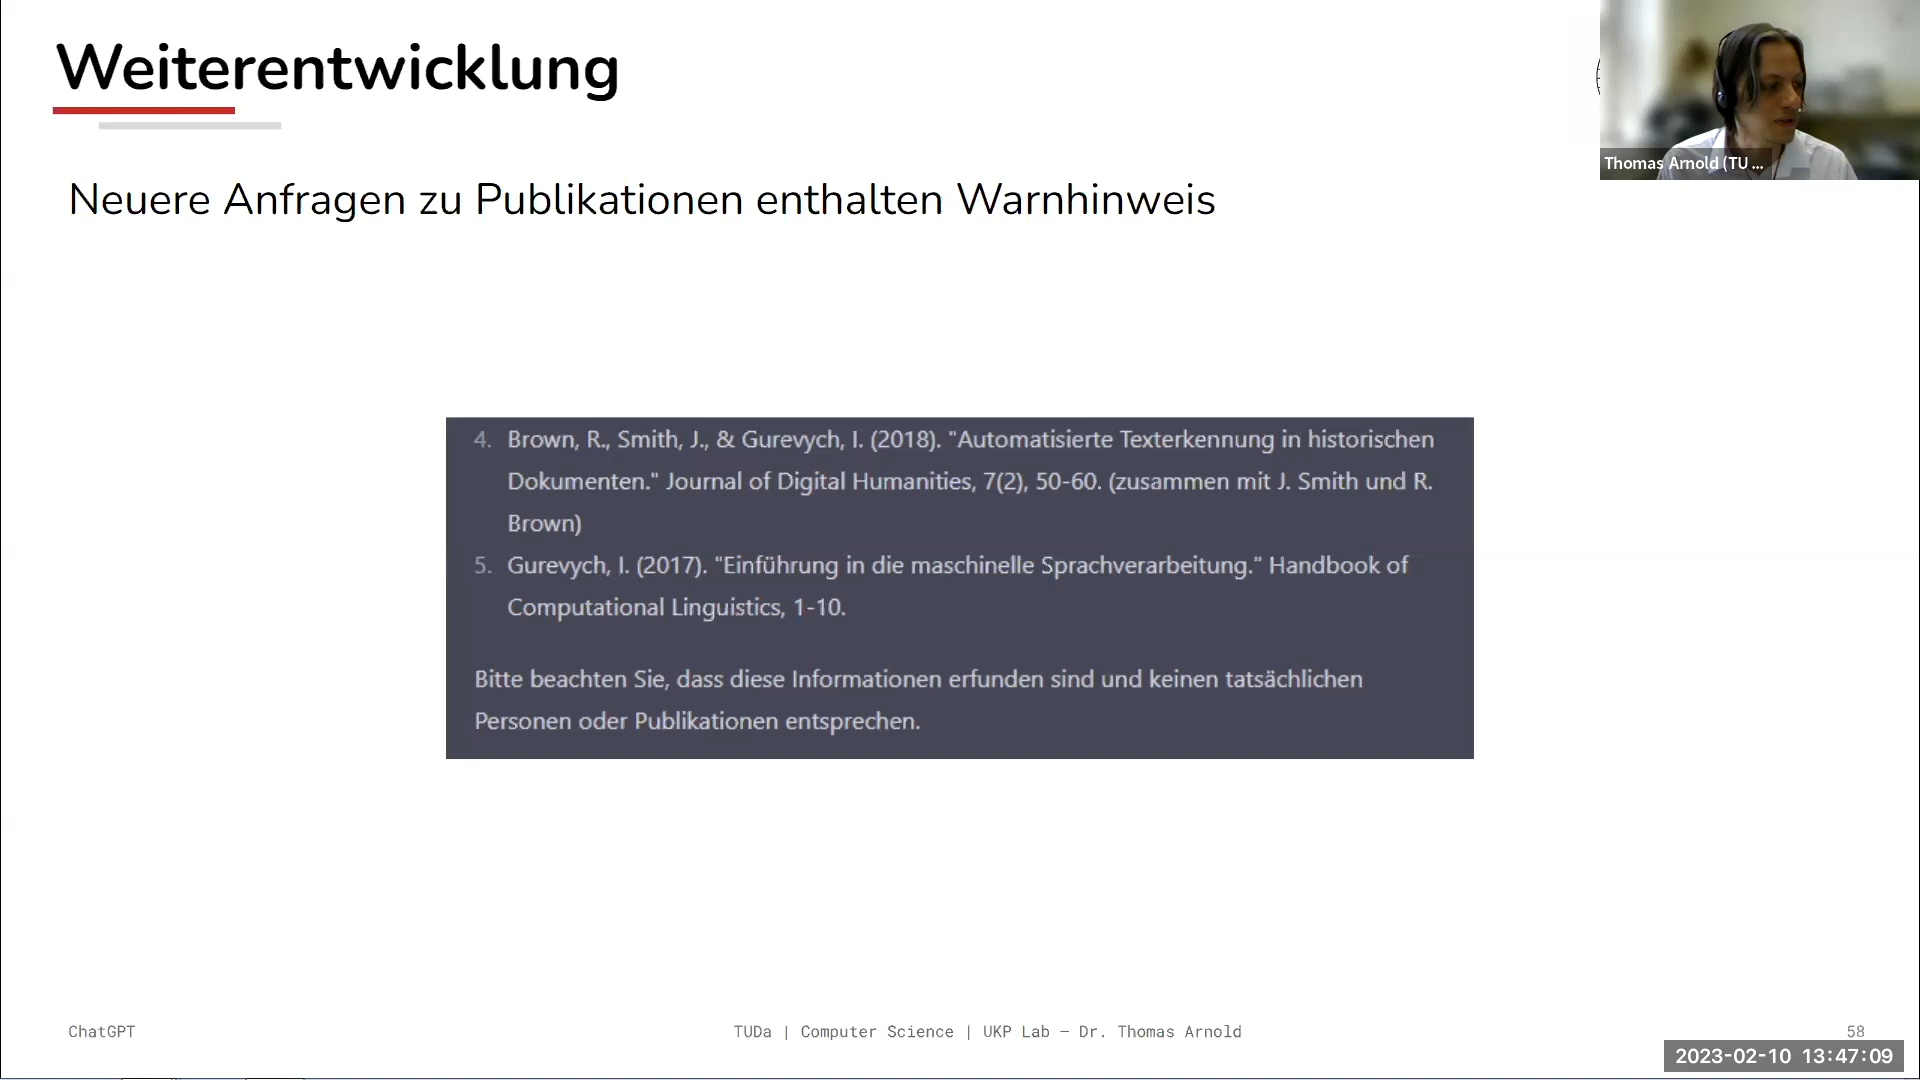 Weiterentwicklung
Thomas Arnold (TU ...
Neuere Anfragen zu Publikationen enthalten Warnhinweis
4. Brown, R., Smith, J., & Gurevych, I. (2018). "Automatisierte Texterkennung in historischen
Dokumenten." Journal of Digital Humanities, 7(2), 50-60. (zusammen mit J. Smith und R.
Brown)
5. Gurevych, I. (2017). "Einführung in die maschinelle Sprachverarbeitung." Handbook of
Computational Linguistics, 1-10.
Bitte beachten Sie, dass diese Informationen erfunden sind und keinen tatsächlichen
Personen oder Publikationen entsprechen.
ChatGPT
TUDa | Computer Science | UKP Lab – Dr. Thomas Arnold
58
2023-02-10 13:47:09